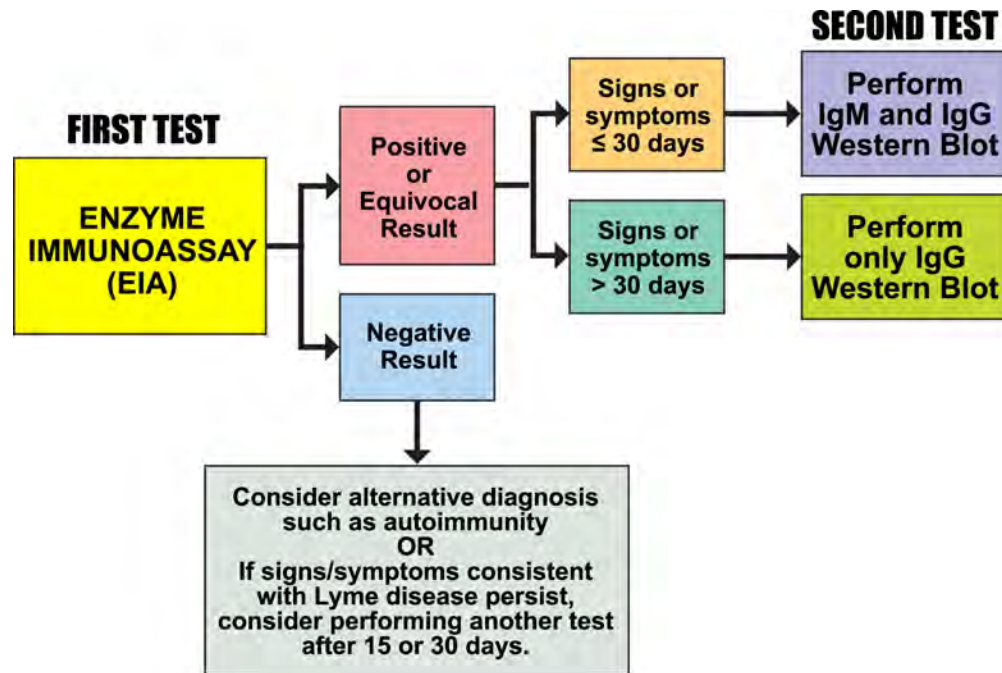 FIRST TEST
ENZYME
IMMUNOASSAY
(EIA)
Positive
or
Equivocal
Result
Negative
Result
Signs or
symptoms
≤ 30 days
Signs or
symptoms
> 30 days
SECOND TEST
Perform
IgM and IgG
Western Blot
Perform
only IgG
Western Blot
Consider alternative diagnosis
such as autoimmunity
OR
If signs/symptoms consistent
with Lyme disease persist,
consider performing another test
after 15 or 30 days.